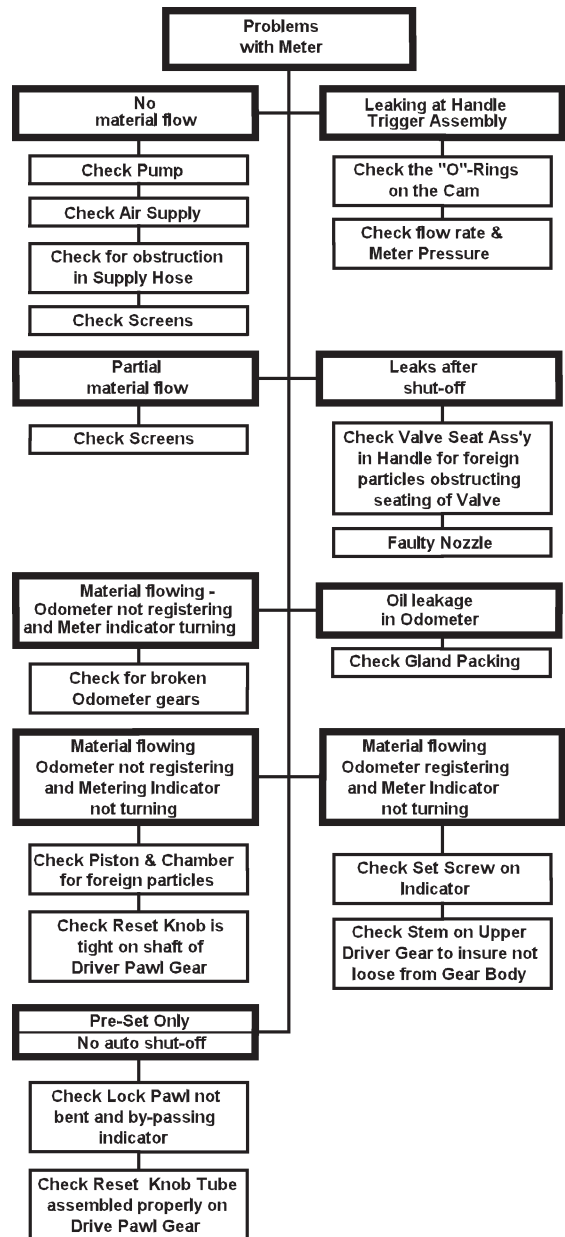 Problems
with Meter
No
material flow
Check Pump
Check Air Supply
Check for obstruction
in Supply Hose
Check Screens
Leaking at Handle
Trigger Assembly
Check the "O"-Rings
on the Cam
Check flow rate &
Meter Pressure
Partial
material flow
Check Screens
Leaks after
shut-off
Check Valve Seat Ass'y
in Handle for foreign
particles obstructing
seating of Valve
Faulty Nozzle
Material flowing -
Odometer not registering
and Meter indicator turning
Check for broken
Odometer gears
Oil leakage
in Odometer
Check Gland Packing
Material flowing
Odometer not registering
and Metering Indicator
not turning
Check Piston & Chamber
for foreign particles
Check Reset Knob is
tight on shaft of
Driver Pawl Gear
Material flowing
Odometer registering
and Meter Indicator
not turning
Check Set Screw on
Indicator
Check Stem on Upper
Driver Gear to insure not
loose from Gear Body
Pre-Set Only
No auto shut-off
Check Lock Pawl not
bent and by-passing
indicator
Check Reset Knob Tube
assembled properly on
Drive Pawl Gear